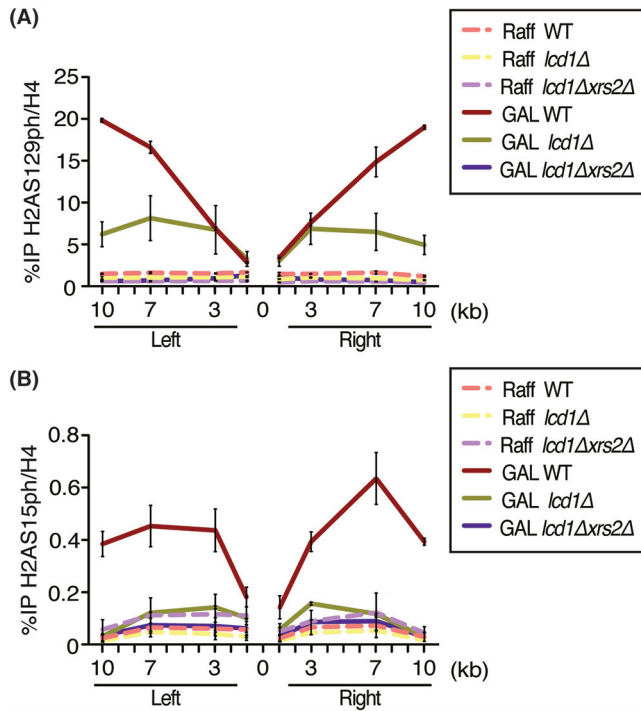 (A)
Raff WT
Raff lcd1Δ
Raff lcd1Δxrs2Δ
GAL WT
GAL lcd1Δ
GAL lcd1Δxrs2Δ
%IP H2AS129ph/H4
25
20
15
10
5
0
10 7 3 0 3 7 10 (kb)
Left Right
(B)
Raff WT
Raff lcd1Δ
Raff lcd1Δxrs2Δ
GAL WT
GAL lcd1Δ
GAL lcd1Δxrs2Δ
%IP H2AS15ph/H4
0.8
0.6
0.4
0.2
0
10 7 3 0 3 7 10 (kb)
Left Right